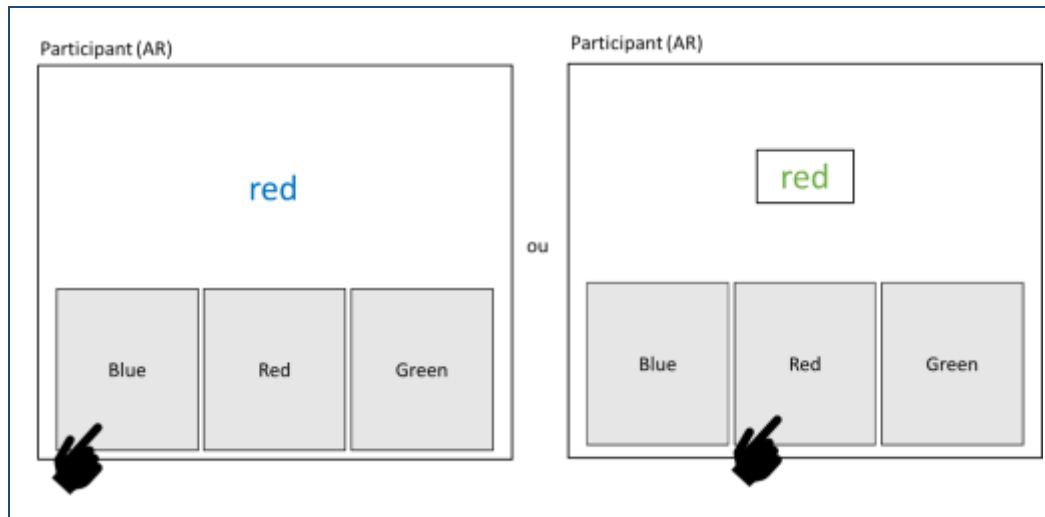 Participant (AR)
red
Blue
Red
Green
ou
Participant (AR)
red
Blue
Red
Green